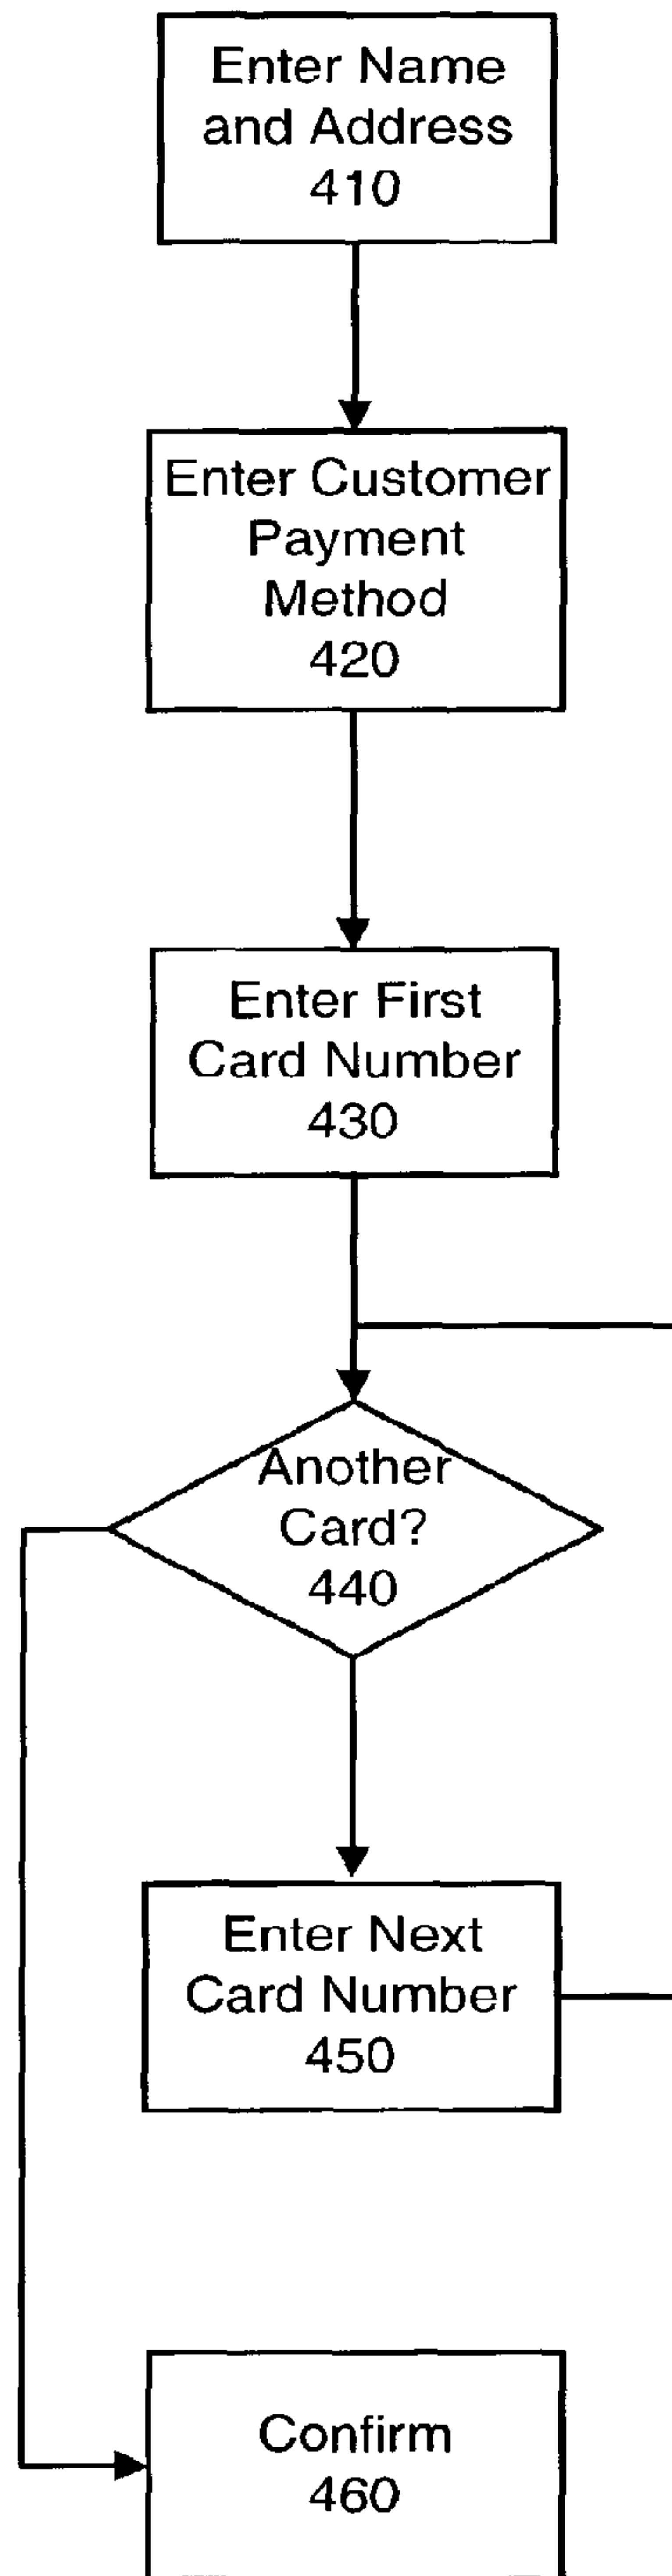 Enter Name
and Address
410
Enter Customer
Payment
Method
420
Enter First
Card Number
430
Another
Card?
440
Enter Next
Card Number
450
Confirm
460